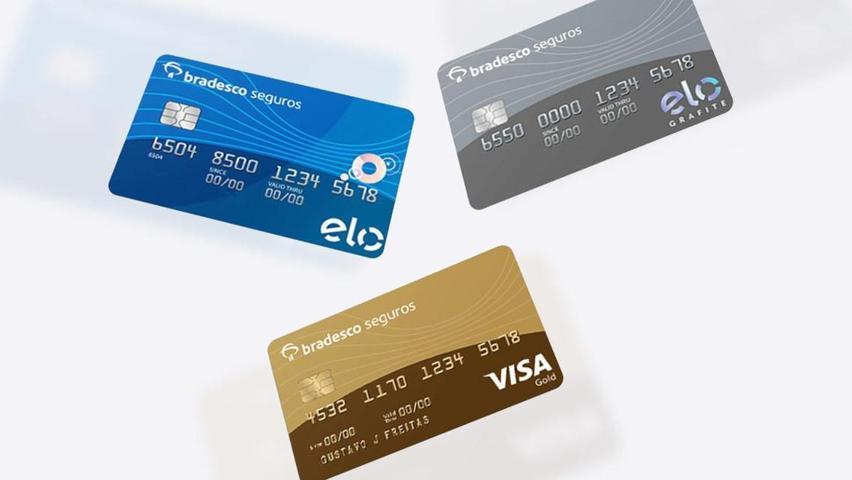 bradesco seguros
6504 8500 1234 5678
6504
SINCE
00/00
VALID THRU
00/00
elo
bradesco seguros
6550 0000 1234 5678
SINCE
00/00
VALID THRU
00/00
elo
GRAFITE
bradesco seguros
4532 1170 1234 5678
00/00
00/00
GUSTAVO J FREITAS
VISA
Gold